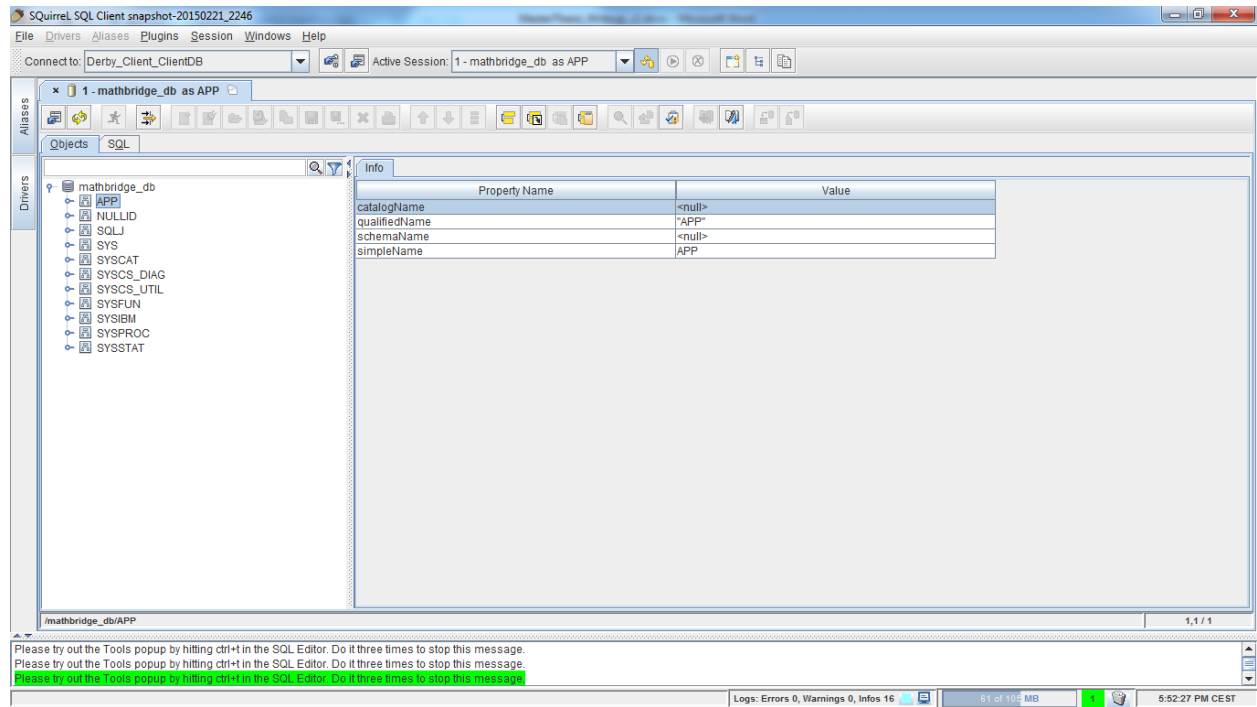 SQuirreL SQL Client snapshot-20150221_2246
File Drivers Aliases Plugins Session Windows Help
Connect to: Derby_Client_ClientDB Active Session: 1 - mathbridge_db as APP
1 - mathbridge_db as APP
Aliases
Drivers
Objects SQL
Info
Property Name Value
catalogName <null>
qualifiedName "APP"
schemaName <null>
simpleName APP
mathbridge_db
APP
NULLID
SQLJ
SYS
SYSCAT
SYSCS_DIAG
SYSCS_UTIL
SYSFUN
SYSIBM
SYSPROC
SYSSTAT
/mathbridge_db/APP 1,1 / 1
Please try out the Tools popup by hitting ctrl+t in the SQL Editor. Do it three times to stop this message.
Please try out the Tools popup by hitting ctrl+t in the SQL Editor. Do it three times to stop this message.
Please try out the Tools popup by hitting ctrl+t in the SQL Editor. Do it three times to stop this message.
Logs: Errors 0, Warnings 0, Infos 16 61 of 105 MB 1 5:52:27 PM CEST